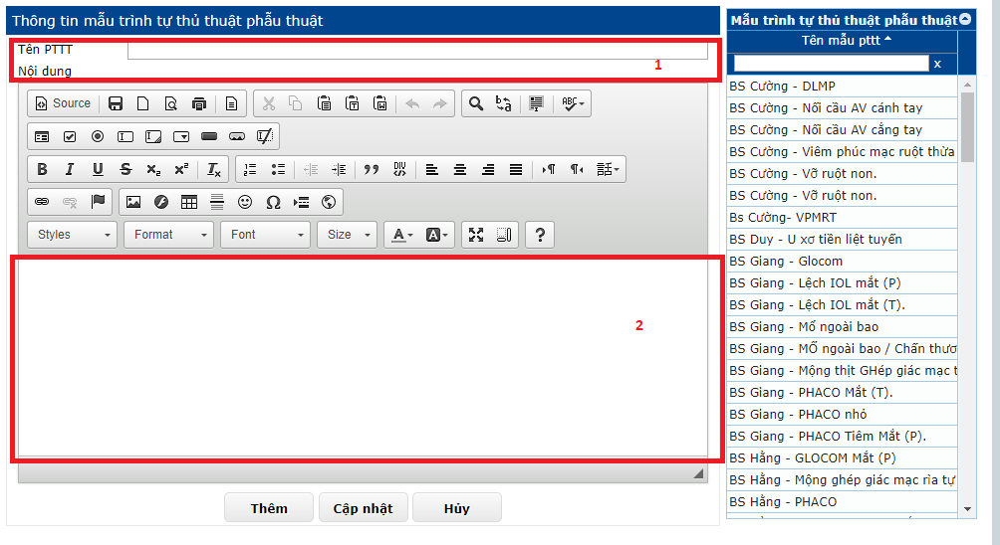 Thông tin mẫu trình tự thủ thuật phẫu thuật
Tên PTTT
1
Nội dung
Source
ABC
B I U S x₂ x² Tx
DIV
話
Styles Format Font Size A A ?
2
Thêm Cập nhật Hủy
Mẫu trình tự thủ thuật phẫu thuật
Tên mẫu pttt
x
BS Cường - DLMP
BS Cường - Nối cầu AV cánh tay
BS Cường - Nối cầu AV cẳng tay
BS Cường - Viêm phúc mạc ruột thừa
BS Cường - Vỡ ruột non.
BS Cường - Vỡ ruột non.
Bs Cường- VPMRT
BS Duy - U xơ tiền liệt tuyến
BS Giang - Glocom
BS Giang - Lệch IOL mắt (P)
BS Giang - Lệch IOL mắt (T).
BS Giang - Mổ ngoài bao
BS Giang - MỔ ngoài bao / Chấn thươ
BS Giang - Mộng thịt GHép giác mạc t
BS Giang - PHACO Mắt (T).
BS Giang - PHACO nhỏ
BS Giang - PHACO Tiêm Mắt (P).
BS Hằng - GLOCOM Mắt (P)
BS Hằng - Mộng ghép giác mạc rìa tự
BS Hằng - PHACO